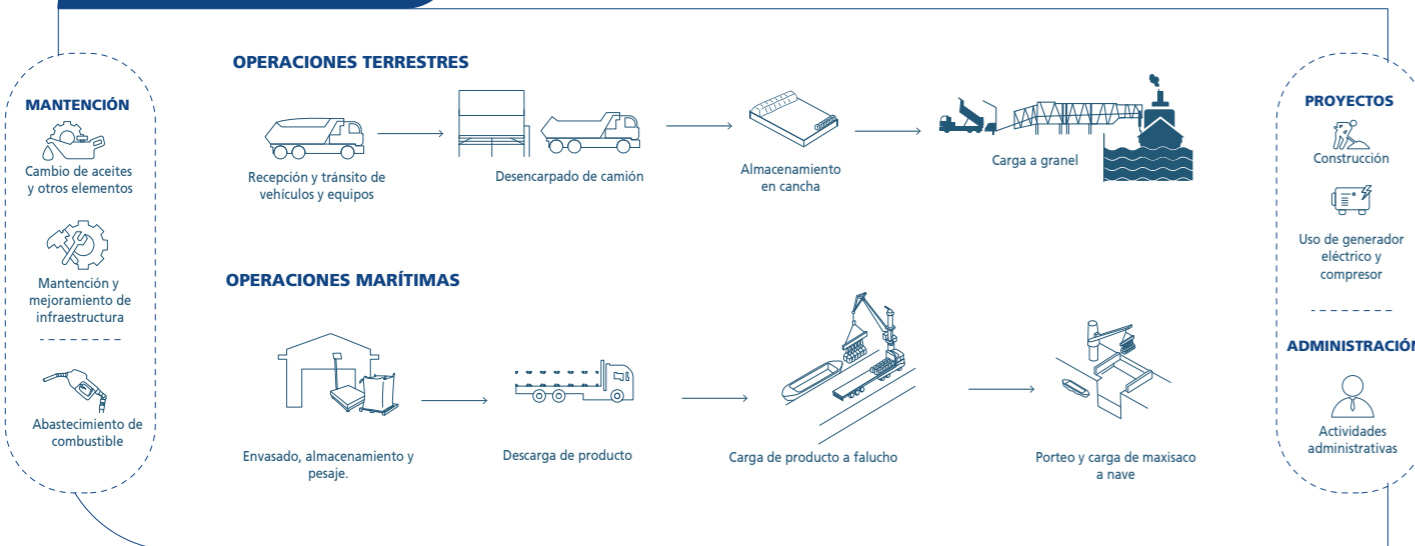 MANTENCIÓN
Cambio de aceites
y otros elementos
Mantención y
mejoramiento de
infraestructura
Abastecimiento de
combustible
OPERACIONES TERRESTRES
Recepción y tránsito de
vehículos y equipos
Desencarpado de camión
Almacenamiento
en cancha
Carga a granel
OPERACIONES MARÍTIMAS
Envasado, almacenamiento y
pesaje.
Descarga de producto
Carga de producto a falucho
Porteo y carga de maxisaco
a nave
PROYECTOS
Construcción
Uso de generador
eléctrico y
compresor
ADMINISTRACIÓN
Actividades
administrativas